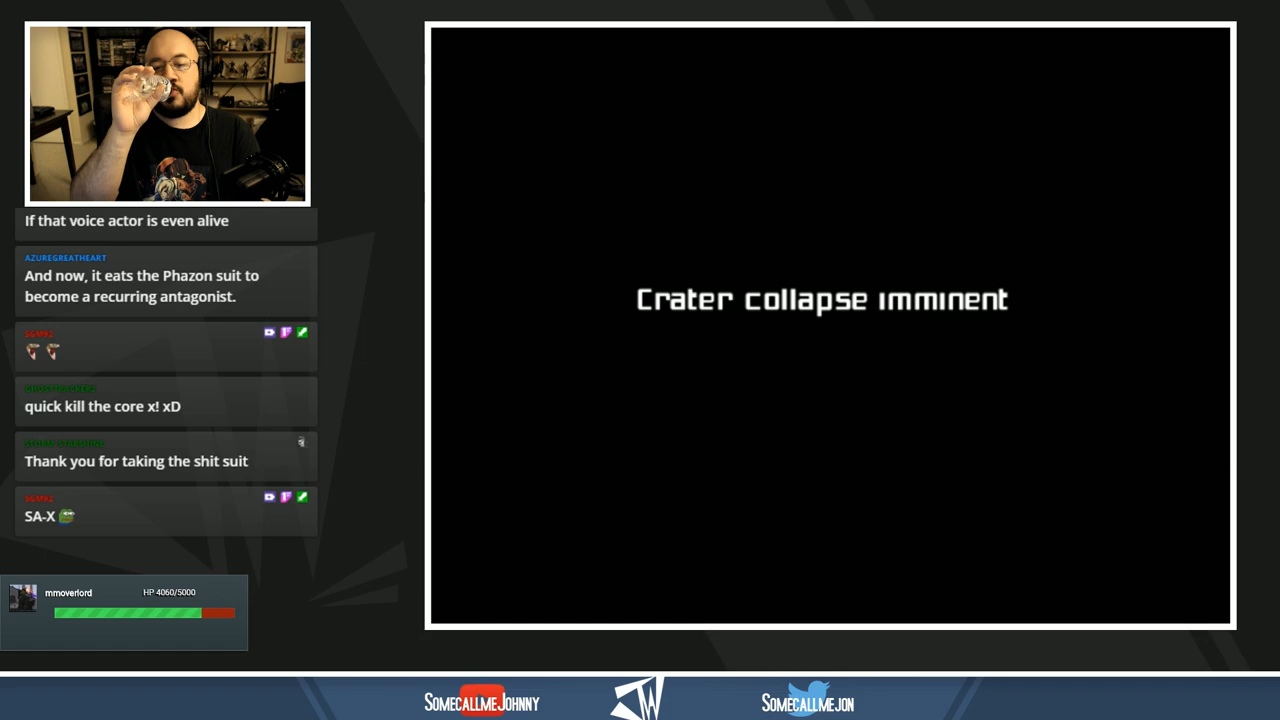 If that voice actor is even alive
AZUREGREATHEART
And now, it eats the Phazon suit to
become a recurring antagonist.
SGM92
quick kill the core x! xD
Thank you for taking the shit suit
SGM92
SA-X
mmoverlord HP 4060/5000
Crater collapse imminent
SOMECALLMEJOHNNY
SOMECALLMEJON